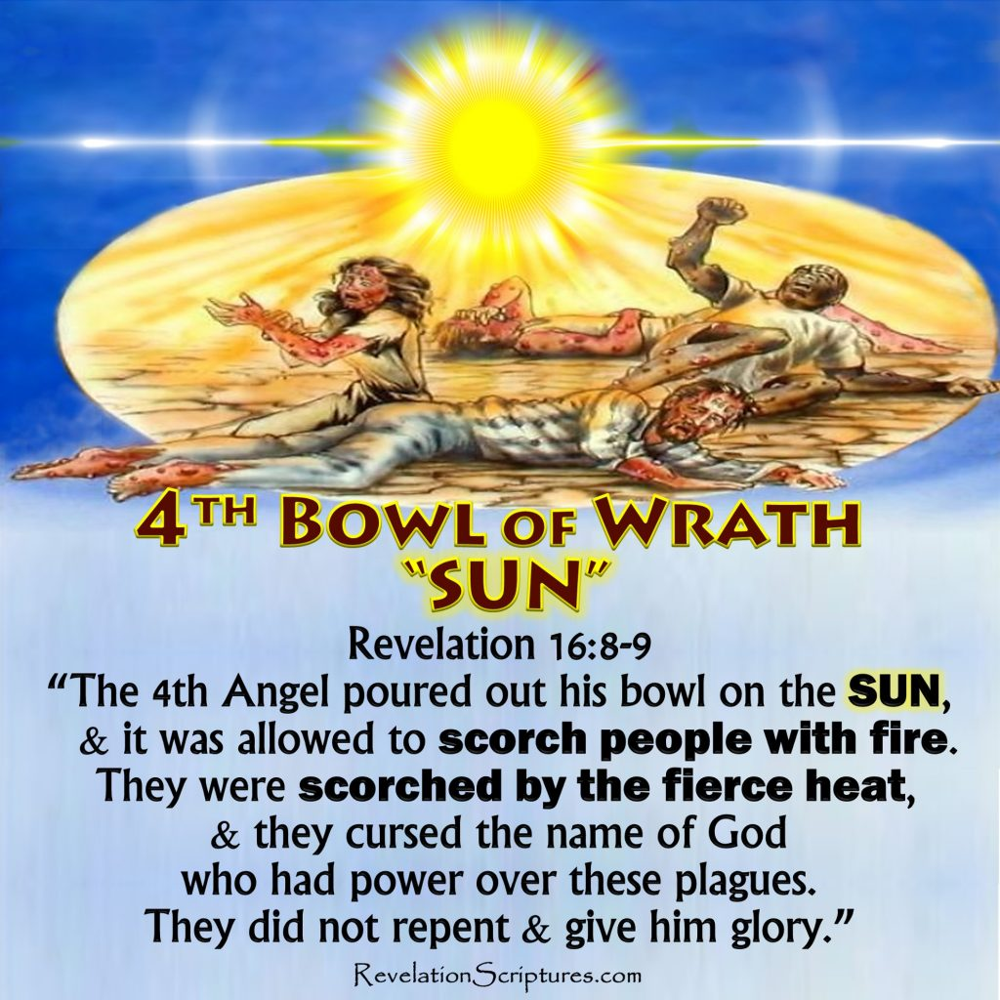 4TH BOWL OF WRATH
“SUN”
Revelation 16:8-9
“The 4th Angel poured out his bowl on the SUN,
& it was allowed to scorch people with fire.
They were scorched by the fierce heat,
& they cursed the name of God
who had power over these plagues.
They did not repent & give him glory.”
RevelationScriptures.com